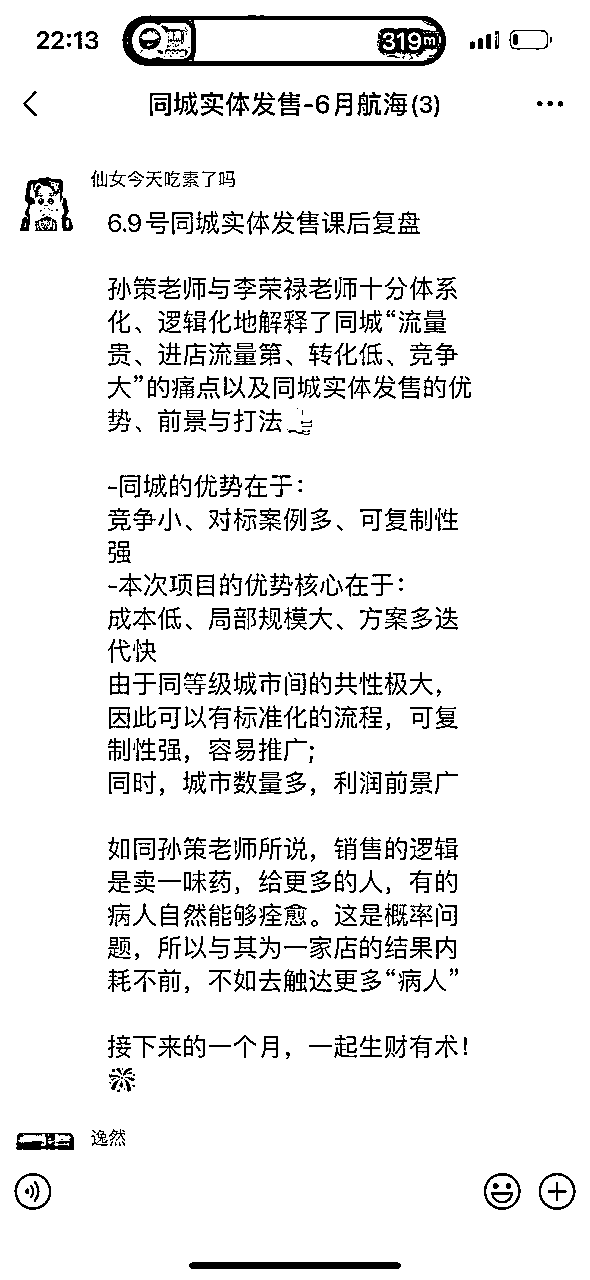 22:13
319m
同城实体发售-6月航海(3)
仙女今天吃素了吗
6.9号同城实体发售课后复盘
孙策老师与李荣禄老师十分体系
化、逻辑化地解释了同城“流量
贵、进店流量第、转化低、竞争
大”的痛点以及同城实体发售的优
势、前景与打法
-同城的优势在于：
竞争小、对标案例多、可复制性
强
-本次项目的优势核心在于：
成本低、局部规模大、方案多迭
代快
由于同等级城市间的共性极大，
因此可以有标准化的流程，可复
制性强，容易推广;
同时，城市数量多，利润前景广
如同孙策老师所说，销售的逻辑
是卖一味药，给更多的人，有的
病人自然能够痊愈。这是概率问
题，所以与其为一家店的结果内
耗不前，不如去触达更多“病人”
接下来的一个月，一起生财有术！
逸然